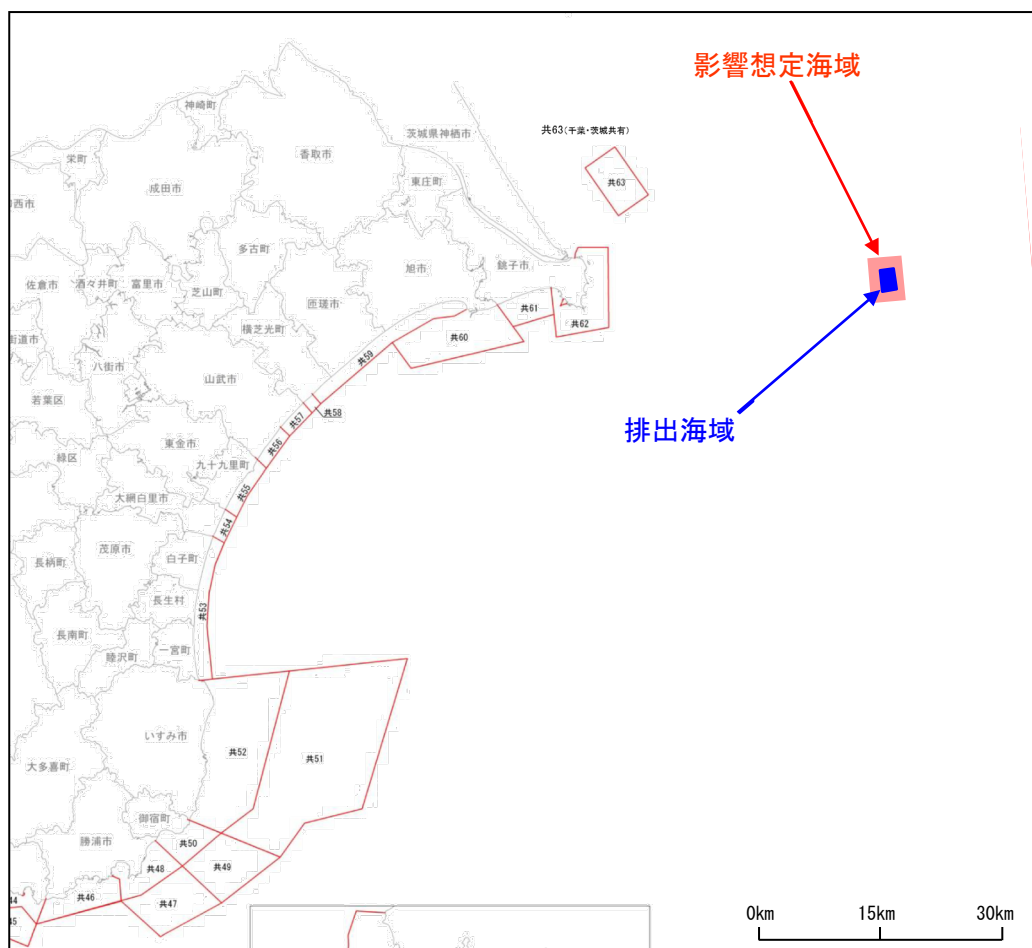 影響想定海域
神崎町
茨城県神栖市
共63(千葉・茨城共有)
栄町
香取市
成田市
東庄町
共63
西市
多古町
旭市
銚子市
佐倉市
酒々井町
富里市
芝山町
匝瑳市
横芝光町
共61
共62
共60
街道市
八街市
共59
山武市
若葉区
共58
共57
排出海域
東金市
共56
緑区
九十九里町
大網白里市
共55
共54
茂原市
長柄町
白子町
長生村
共53
長南町
睦沢町
一宮町
いすみ市
共52
共51
大多喜町
御宿町
勝浦市
共50
共49
共48
共46
共47
44
45
0km
15km
30km